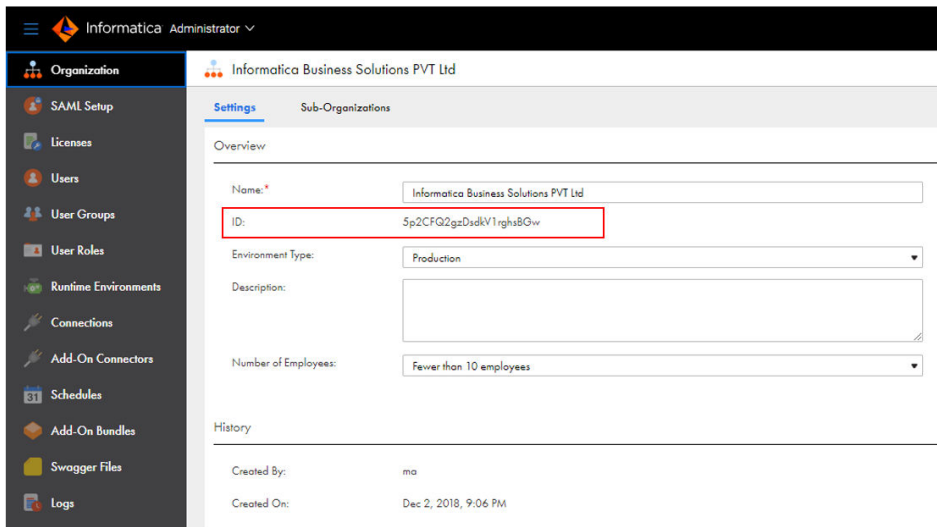 Informatica Administrator
Organization
SAML Setup
Licenses
Users
User Groups
User Roles
Runtime Environments
Connections
Add-On Connectors
31 Schedules
Add-On Bundles
Swagger Files
Logs
Informatica Business Solutions PVT Ltd
Settings Sub-Organizations
Overview
Name:* Informatica Business Solutions PVT Ltd
ID: 5p2CFQ2gzDsdkV1rghsBGw
Environment Type: Production
Description:
Number of Employees: Fewer than 10 employees
History
Created By: ma
Created On: Dec 2, 2018, 9:06 PM